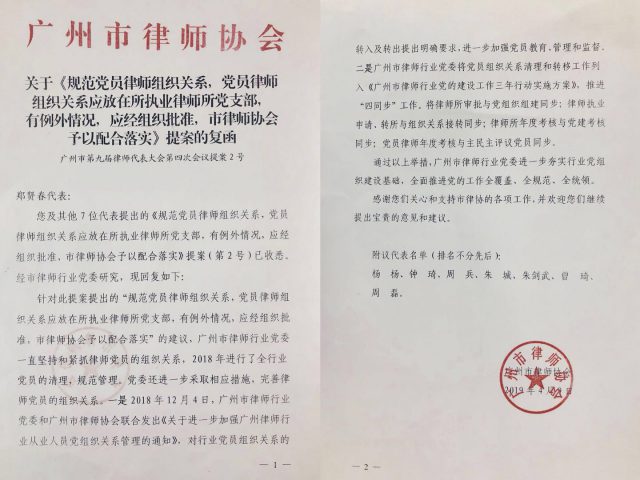 广州市律师协会
关于《规范党员律师组织关系，党员律师
组织关系应放在所执业律师所党支部，
有例外情况，应经组织批准，市律师协会
予以配合落实》提案的复函
广州市第九届律师代表大会第四次会议提案 2 号
郑贤春代表：
您及其他 7 位代表提出的《规范党员律师组织关系，党员
律师组织关系应放在所执业律师所党支部，有例外情况，应经
组织批准，市律师协会予以配合落实》提案（第 2 号）已收悉。
经市律师行业党委研究，现回复如下：
针对此提案提出的“规范党员律师组织关系，党员律师组
织关系应放在所执业律师所党支部，有例外情况，应经组织批
准，市律师协会予以配合落实”的建议，广州市律师行业党委
一直坚持和紧抓律师党员的组织关系，2018 年进行了全行业
党员的清理，规范管理，党委还进一步采取相应措施，完善律
师党员的组织关系。一是 2018 年 12 月 4 日，广州市律师行业
党委和广州市律师协会联合发出《关于进一步加强广州律师行
业从业人员党组织关系管理的通知》，对行业党员组织关系的
— 1 —
转入及转出提出明确要求，进一步加强党员教育、管理和监督。
二是广州市律师行业党委将党员组织关系清理和转移工作列
入《广州市律师行业党的建设工作三年行动实施方案》，推进
“四同步”工作，将律师所审批与党组织组建同步；律师执业
申请、转所与组织关系接转同步；律师所年度考核与党建考核
同步；党员律师年度考核与主民主评议党员同步。
通过以上举措，广州市律师行业党委进一步夯实行业党组
织建设基础，全面推进党的工作全覆盖、全规范、全统领。
感谢您们关心和支持市律协的各项工作，并欢迎您们继续
提出宝贵的意见和建议。
附议代表名单（排名不分先后）：
杨 杨、钟 琦、周 兵、朱 城、朱剑武、曾 琦、
周 磊。
广州市律师协会
广州市律师协会
2019 年 4 月 日
— 2 —